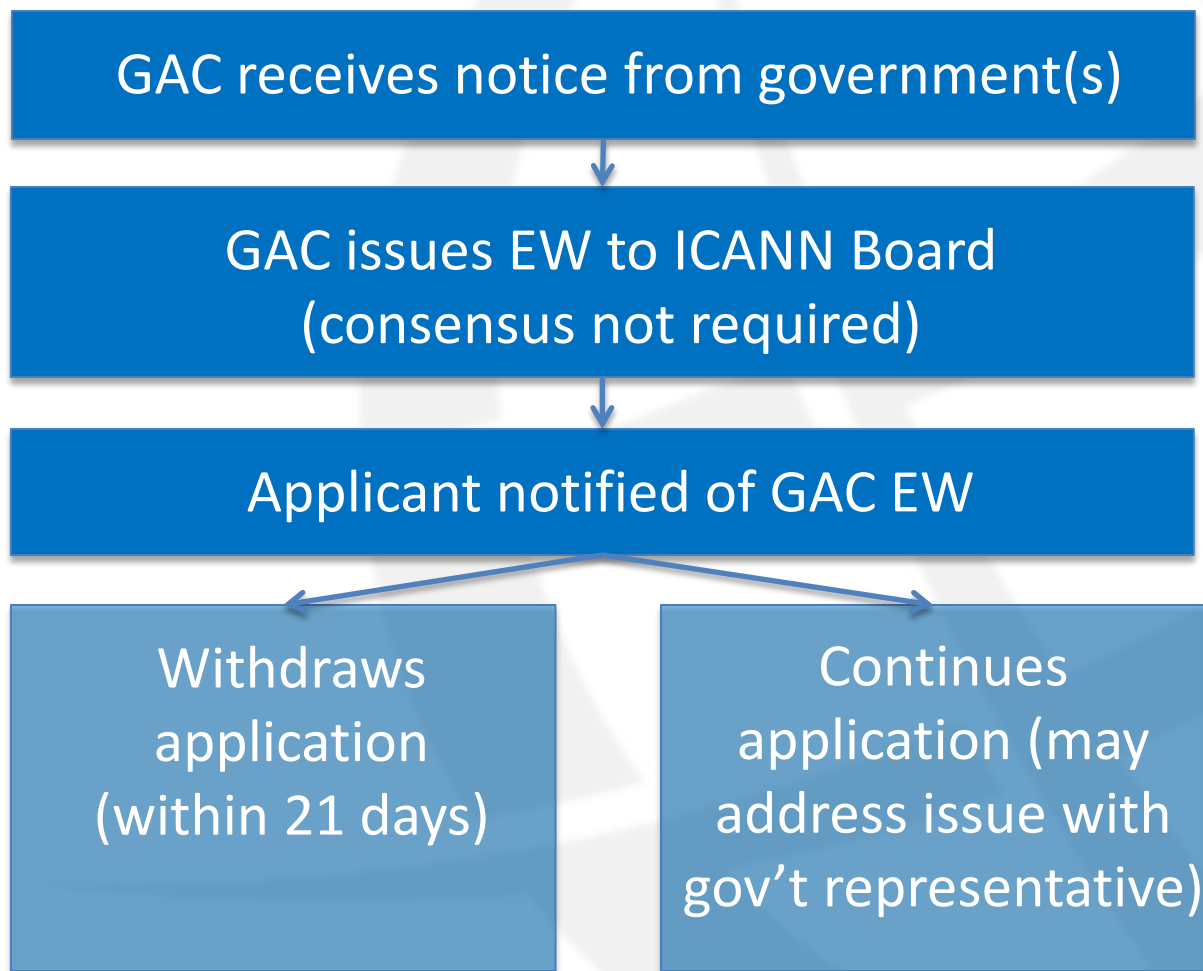 GAC receives notice from government(s)
GAC issues EW to ICANN Board
(consensus not required)
Applicant notified of GAC EW
Withdraws
application
(within 21 days)
Continues
application (may
address issue with
gov’t representative)